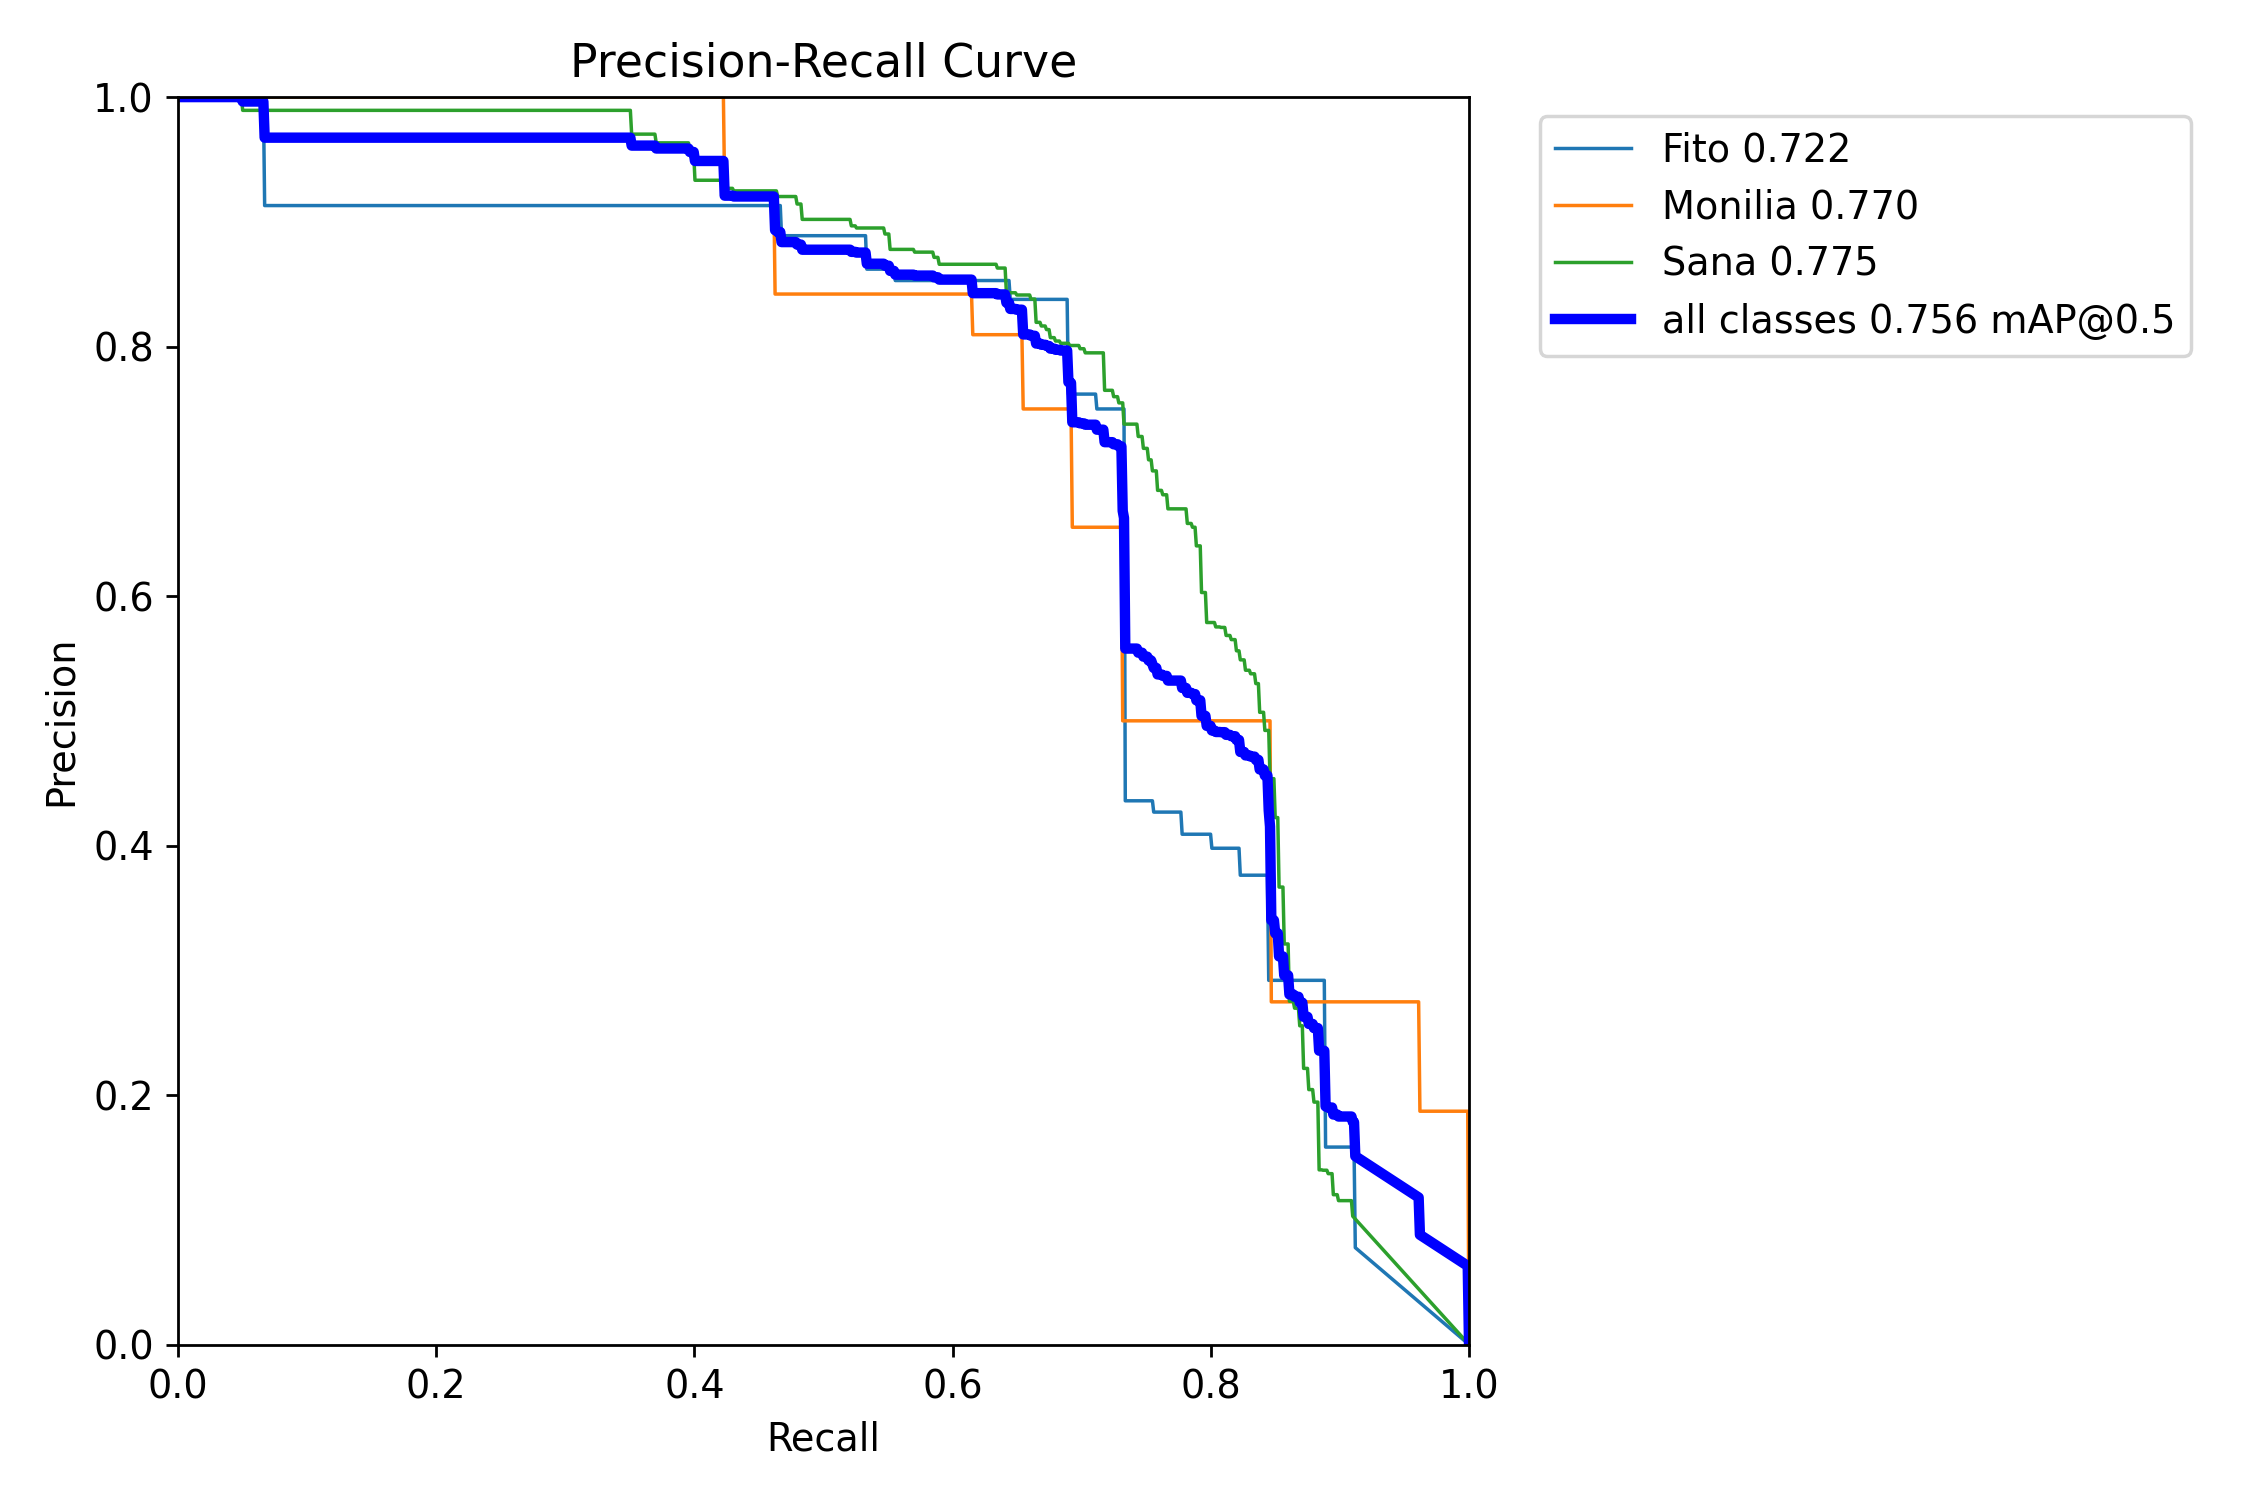 Precision-Recall Curve
Fito 0.722
Monilia 0.770
Sana 0.775
all classes 0.756 mAP@0.5
Precision
1.0
0.8
0.6
0.4
0.2
0.0
0.0 0.2 0.4 0.6 0.8 1.0
Recall